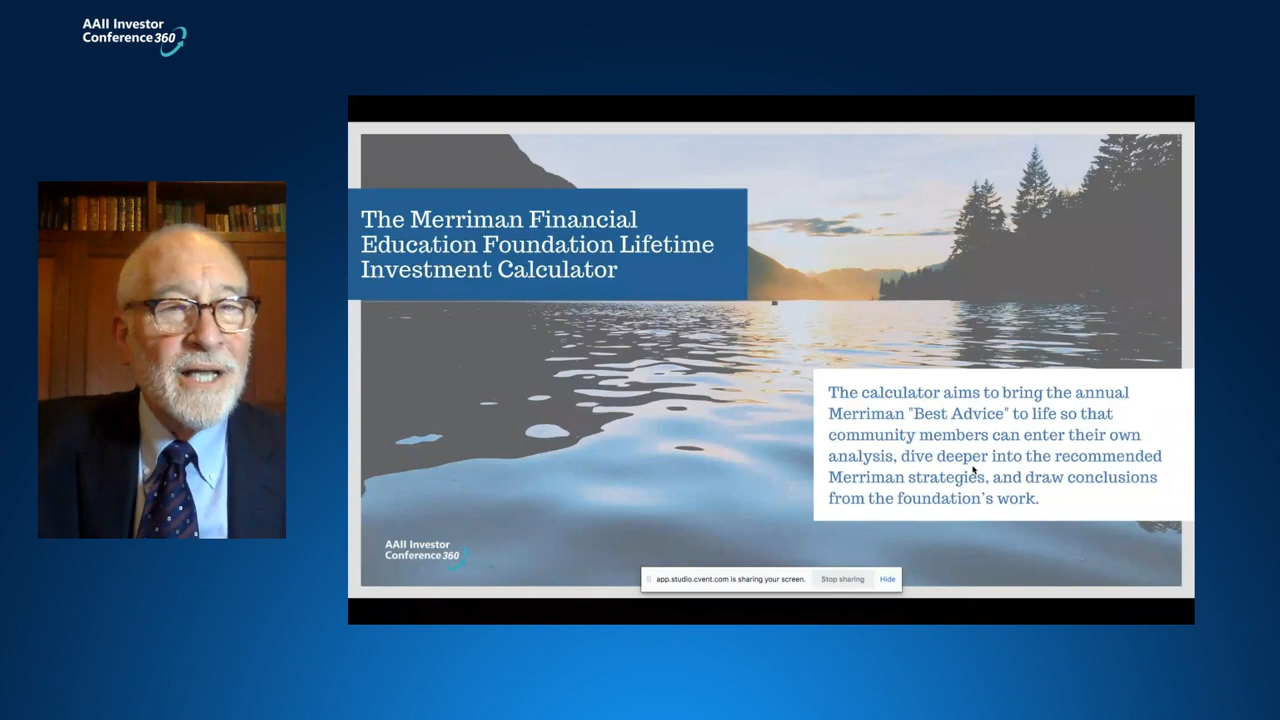 AAII Investor
Conference 360
The Merriman Financial
Education Foundation Lifetime
Investment Calculator
The calculator aims to bring the annual
Merriman "Best Advice" to life so that
community members can enter their own
analysis, dive deeper into the recommended
Merriman strategies, and draw conclusions
from the foundation's work.
AAII Investor
Conference 360
app.studio.cvent.com is sharing your screen. Stop sharing Hide